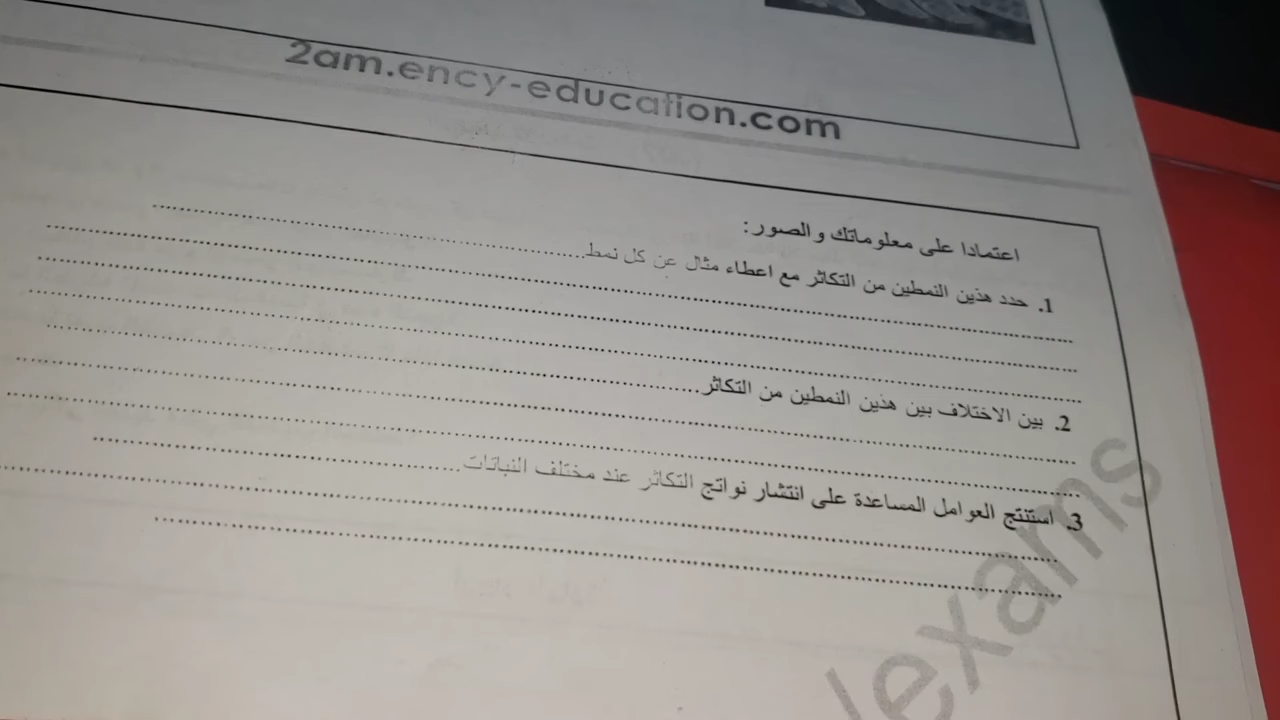 2am.ency-education.com
اعتمادا على معلوماتك والصور:
1. حدد هذين النمطين من التكاثر مع اعطاء مثال عن كل نمط
2. بين الاختلاف بين هذين النمطين من التكاثر
3. استنتج العوامل المساعدة على انتشار نواتج التكاثر عند مختلف النباتات
exams